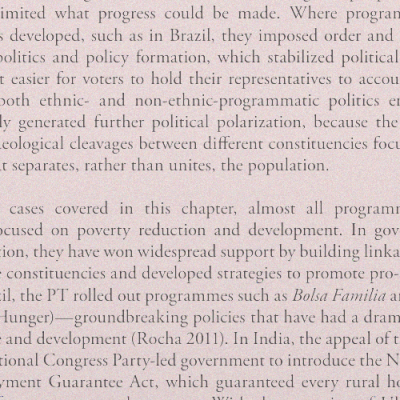 limited what progress could be made. Where program
s developed, such as in Brazil, they imposed order and
politics and policy formation, which stabilized political
t easier for voters to hold their representatives to accou
both ethnic- and non-ethnic-programmatic politics e
ly generated further political polarization, because the
eological cleavages between different constituencies foc
t separates, rather than unites, the population.
cases covered in this chapter, almost all programm
ocused on poverty reduction and development. In gov
tion, they have won widespread support by building linka
constituencies and developed strategies to promote pro-
il, the PT rolled out programmes such as Bolsa Familia a
Hunger)—groundbreaking policies that have had a dram
e and development (Rocha 2011). In India, the appeal of t
tional Congress Party-led government to introduce the N
yment Guarantee Act, which guaranteed every rural h